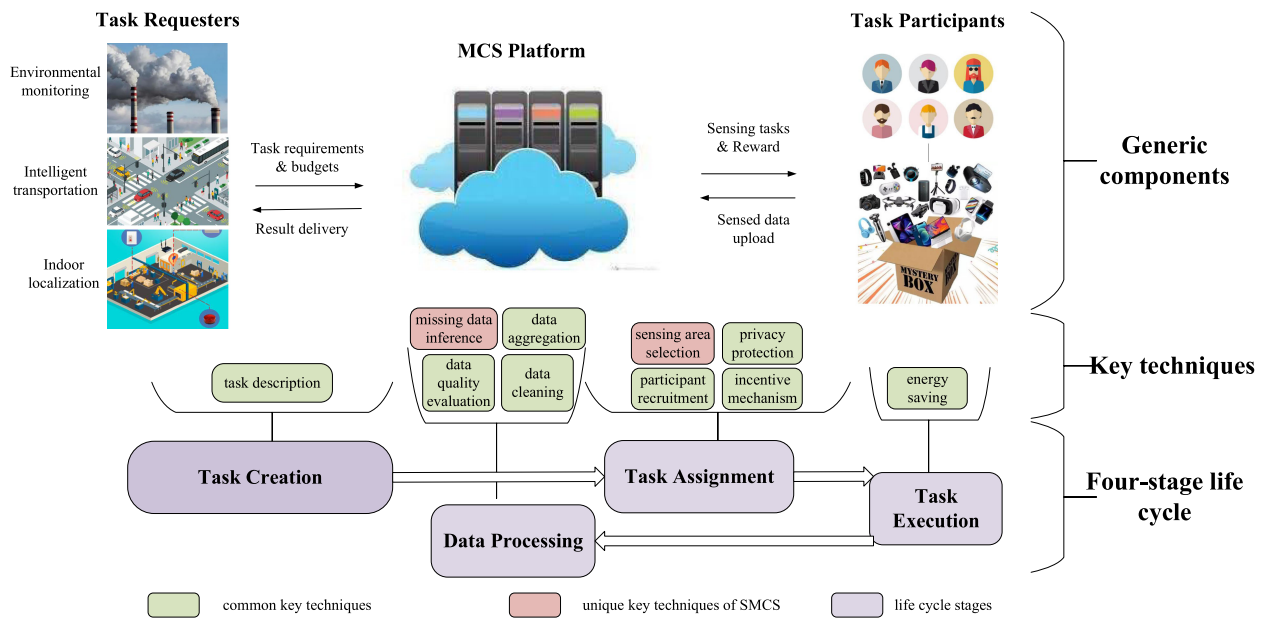 Task Requesters
MCS Platform
Task Participants
Environmental
monitoring
Intelligent
transportation
Indoor
localization
Task requirements
& budgets
Result delivery
Sensing tasks
& Reward
Sensed data
upload
MYSTERY
BOX
Generic
components
missing data
inference
data
aggregation
data
quality
evaluation
data
cleaning
sensing area
selection
privacy
protection
participant
recruitment
incentive
mechanism
task description
energy
saving
Key techniques
Task Creation
Task Assignment
Task
Execution
Data Processing
Four-stage life
cycle
common key techniques
unique key techniques of SMCS
life cycle stages